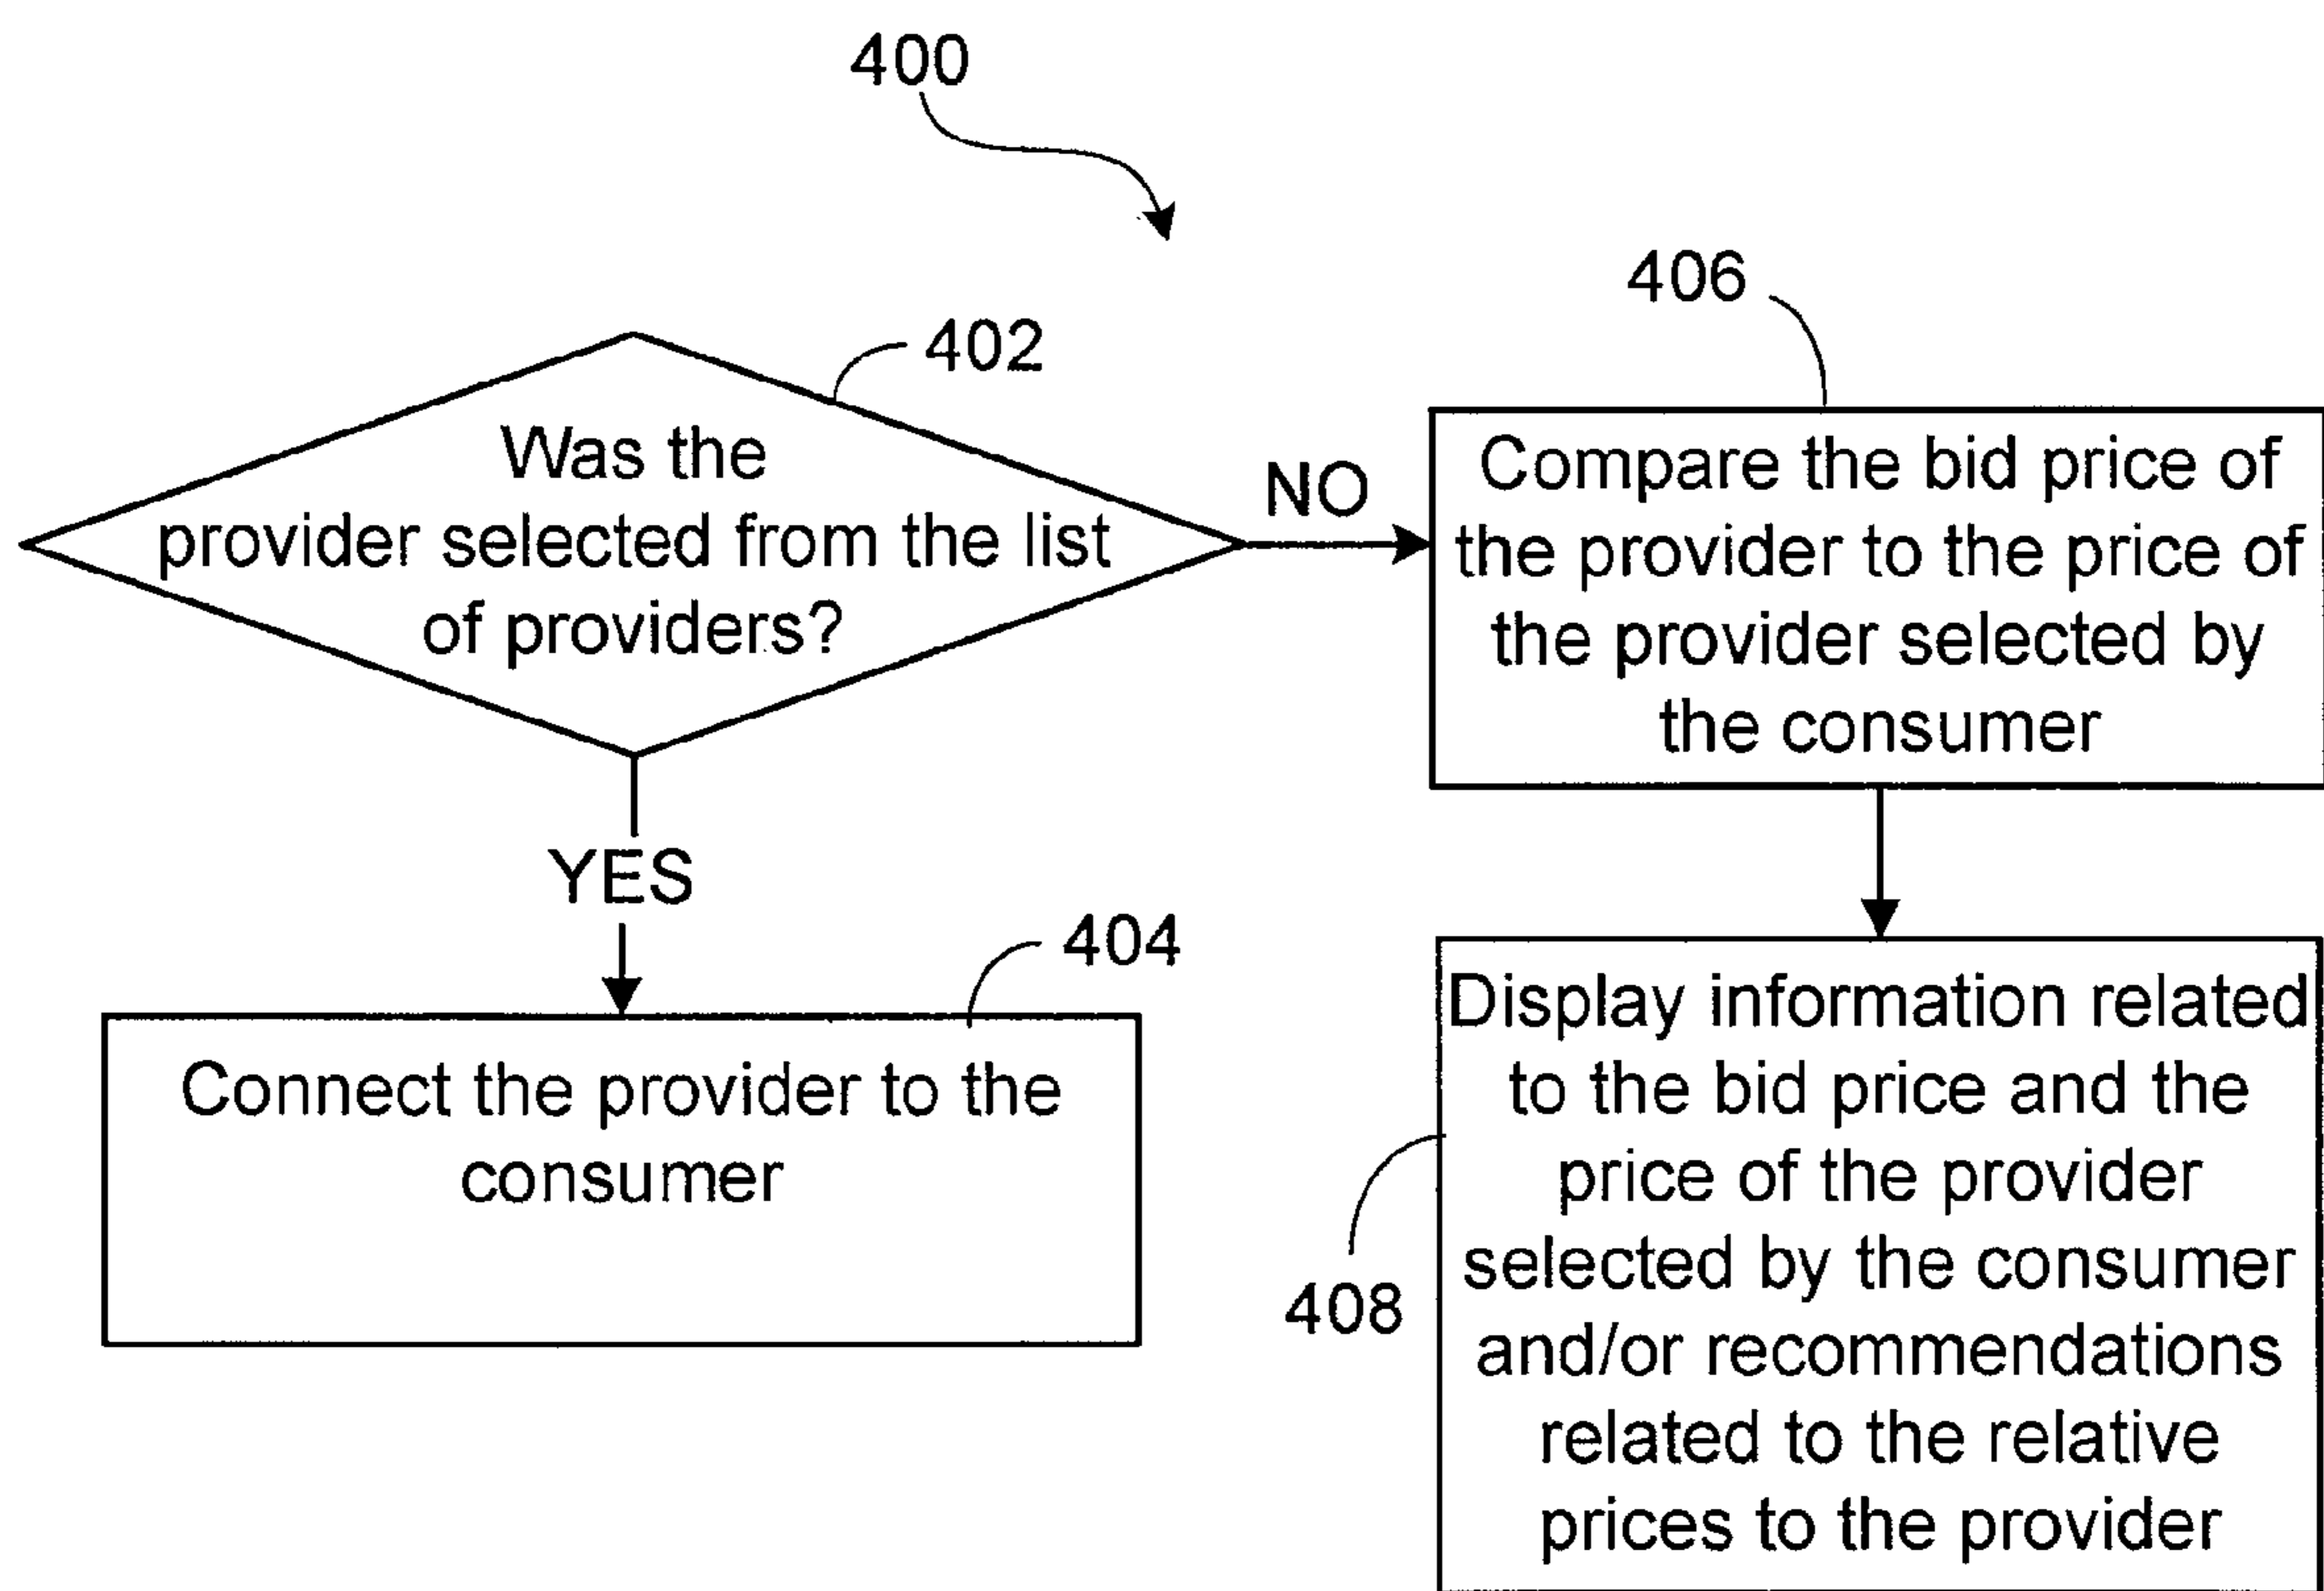 400
402
Was the
provider selected from the list
of providers?
NO
406
Compare the bid price of
the provider to the price of
the provider selected by
the consumer
YES
404
Connect the provider to the
consumer
408
Display information related
to the bid price and the
price of the provider
selected by the consumer
and/or recommendations
related to the relative
prices to the provider